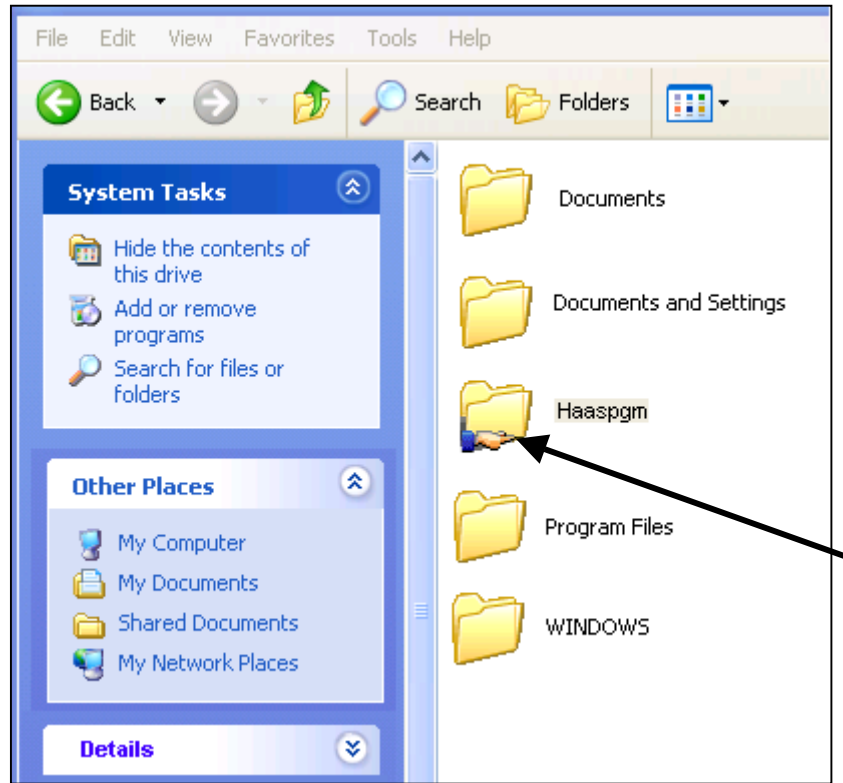 File Edit View Favorites Tools Help
Back Search Folders
System Tasks
Hide the contents of
this drive
Add or remove
programs
Search for files or
folders
Other Places
My Computer
My Documents
Shared Documents
My Network Places
Details
Documents
Documents and Settings
Haaspgm
Program Files
WINDOWS